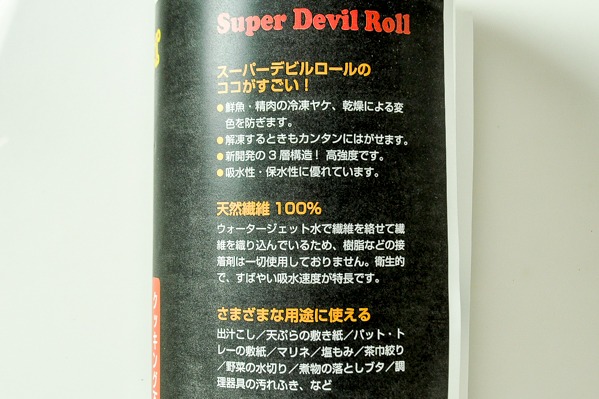 Super Devil Roll
スーパーデビルロールの
ココがすごい!
●鮮魚・精肉の冷凍ヤケ、乾燥による変
色を防ぎます。
●解凍するときもカンタンにはがせます。
●新開発の3層構造! 高強度です。
●吸水性・保水性に優れています。
天然繊維100%
ウォータージェット水で繊維を絡せて繊
維を織り込んでいるため、樹脂などの接
着剤は一切使用しておりません。衛生的
で、すばやい吸水速度が特長です。
さまざまな用途に使える
出汁こし/天ぷらの敷き紙/バット・ト
レーの敷紙/マリネ/塩もみ/茶巾絞り
/野菜の水切り/煮物の落としブタ/調
理器具の汚れふき、など
クッキング